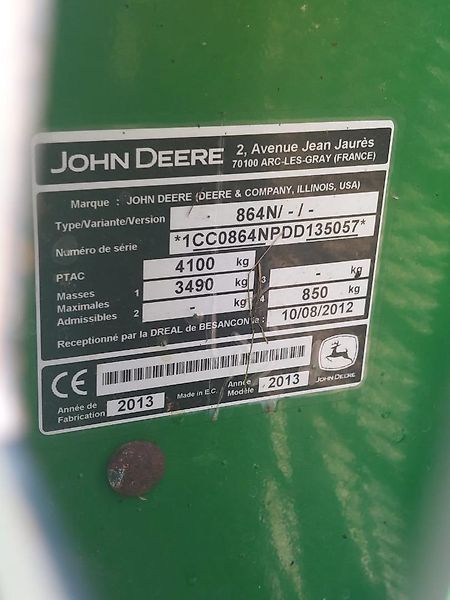 JOHN DEERE 2, Avenue Jean Jaurès
70100 ARC-LES-GRAY (FRANCE)
Marque : JOHN DEERE (DEERE & COMPANY, ILLINOIS, USA)
Type/Variante/Version 864N/ - / -
Numéro de série *1CC0864NPDD135057*
PTAC 4100 kg 3 - kg
Masses 1 3490 kg 4 850 kg
Maximales
Admissibles 2 - kg 10/08/2012
Receptionné par la DREAL de BESANCON le :
CE
Année de Fabrication 2013 Made in E.C. Année Modèle 2013 JOHN DEERE